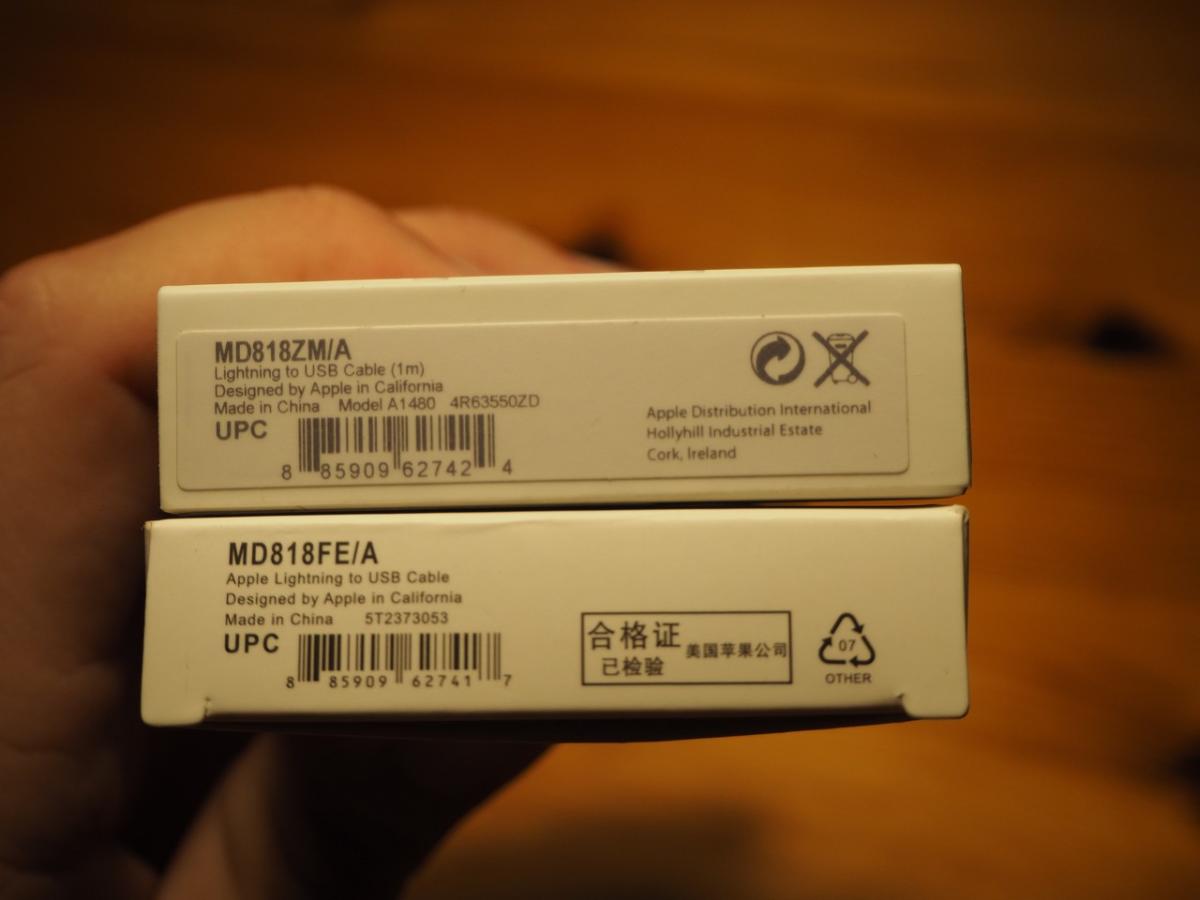 MD818ZM/A
Lightning to USB Cable (1m)
Designed by Apple in California
Made in China Model A1480 4R63550ZD
UPC
8 85909 62742 4
Apple Distribution International
Hollyhill Industrial Estate
Cork, Ireland
MD818FE/A
Apple Lightning to USB Cable
Designed by Apple in California
Made in China 5T2373053
UPC
8 85909 62741 7
合格证
已检验
美国苹果公司
07
OTHER